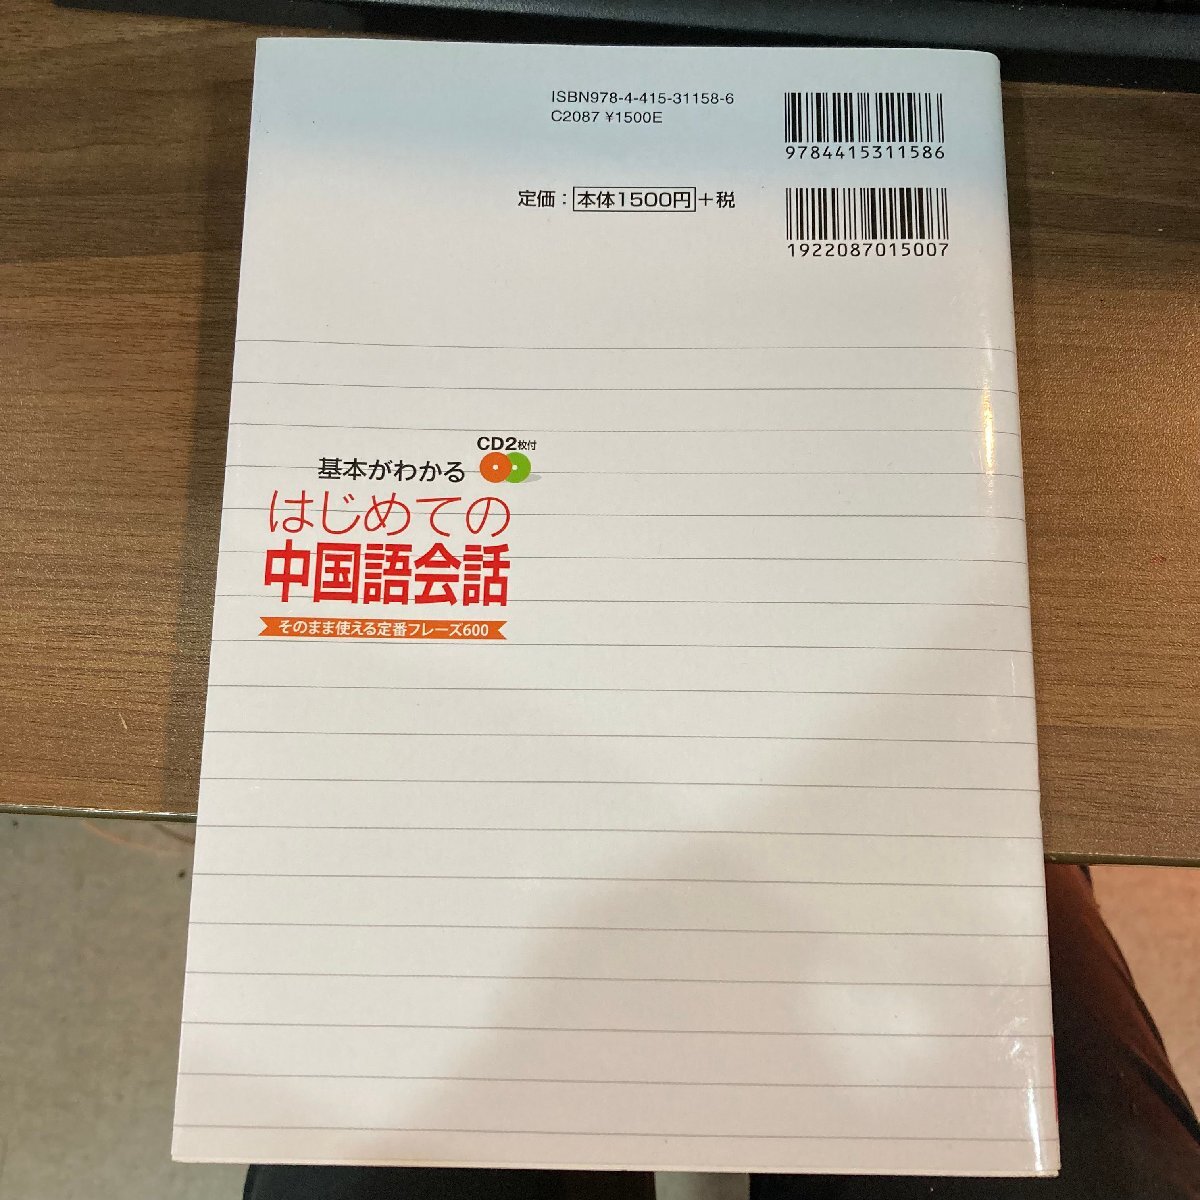 ISBN978-4-415-31158-6
C2087 ¥1500E
9784415311586
定価：本体1500円+税
1922087015007
CD2枚付
基本がわかる
はじめての
中国語会話
そのまま使える定番フレーズ600